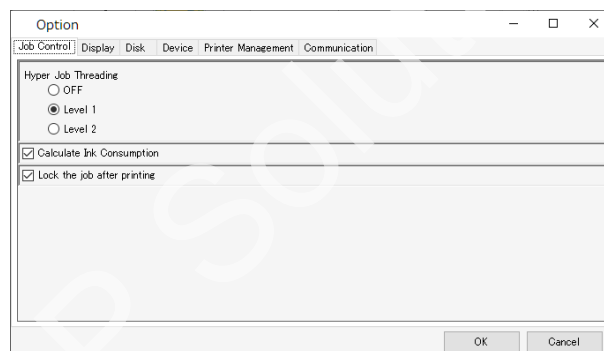 Option
Job Control Display Disk Device Printer Management Communication
Hyper Job Threading
OFF
Level 1
Level 2
Calculate Ink Consumption
Lock the job after printing
OK Cancel